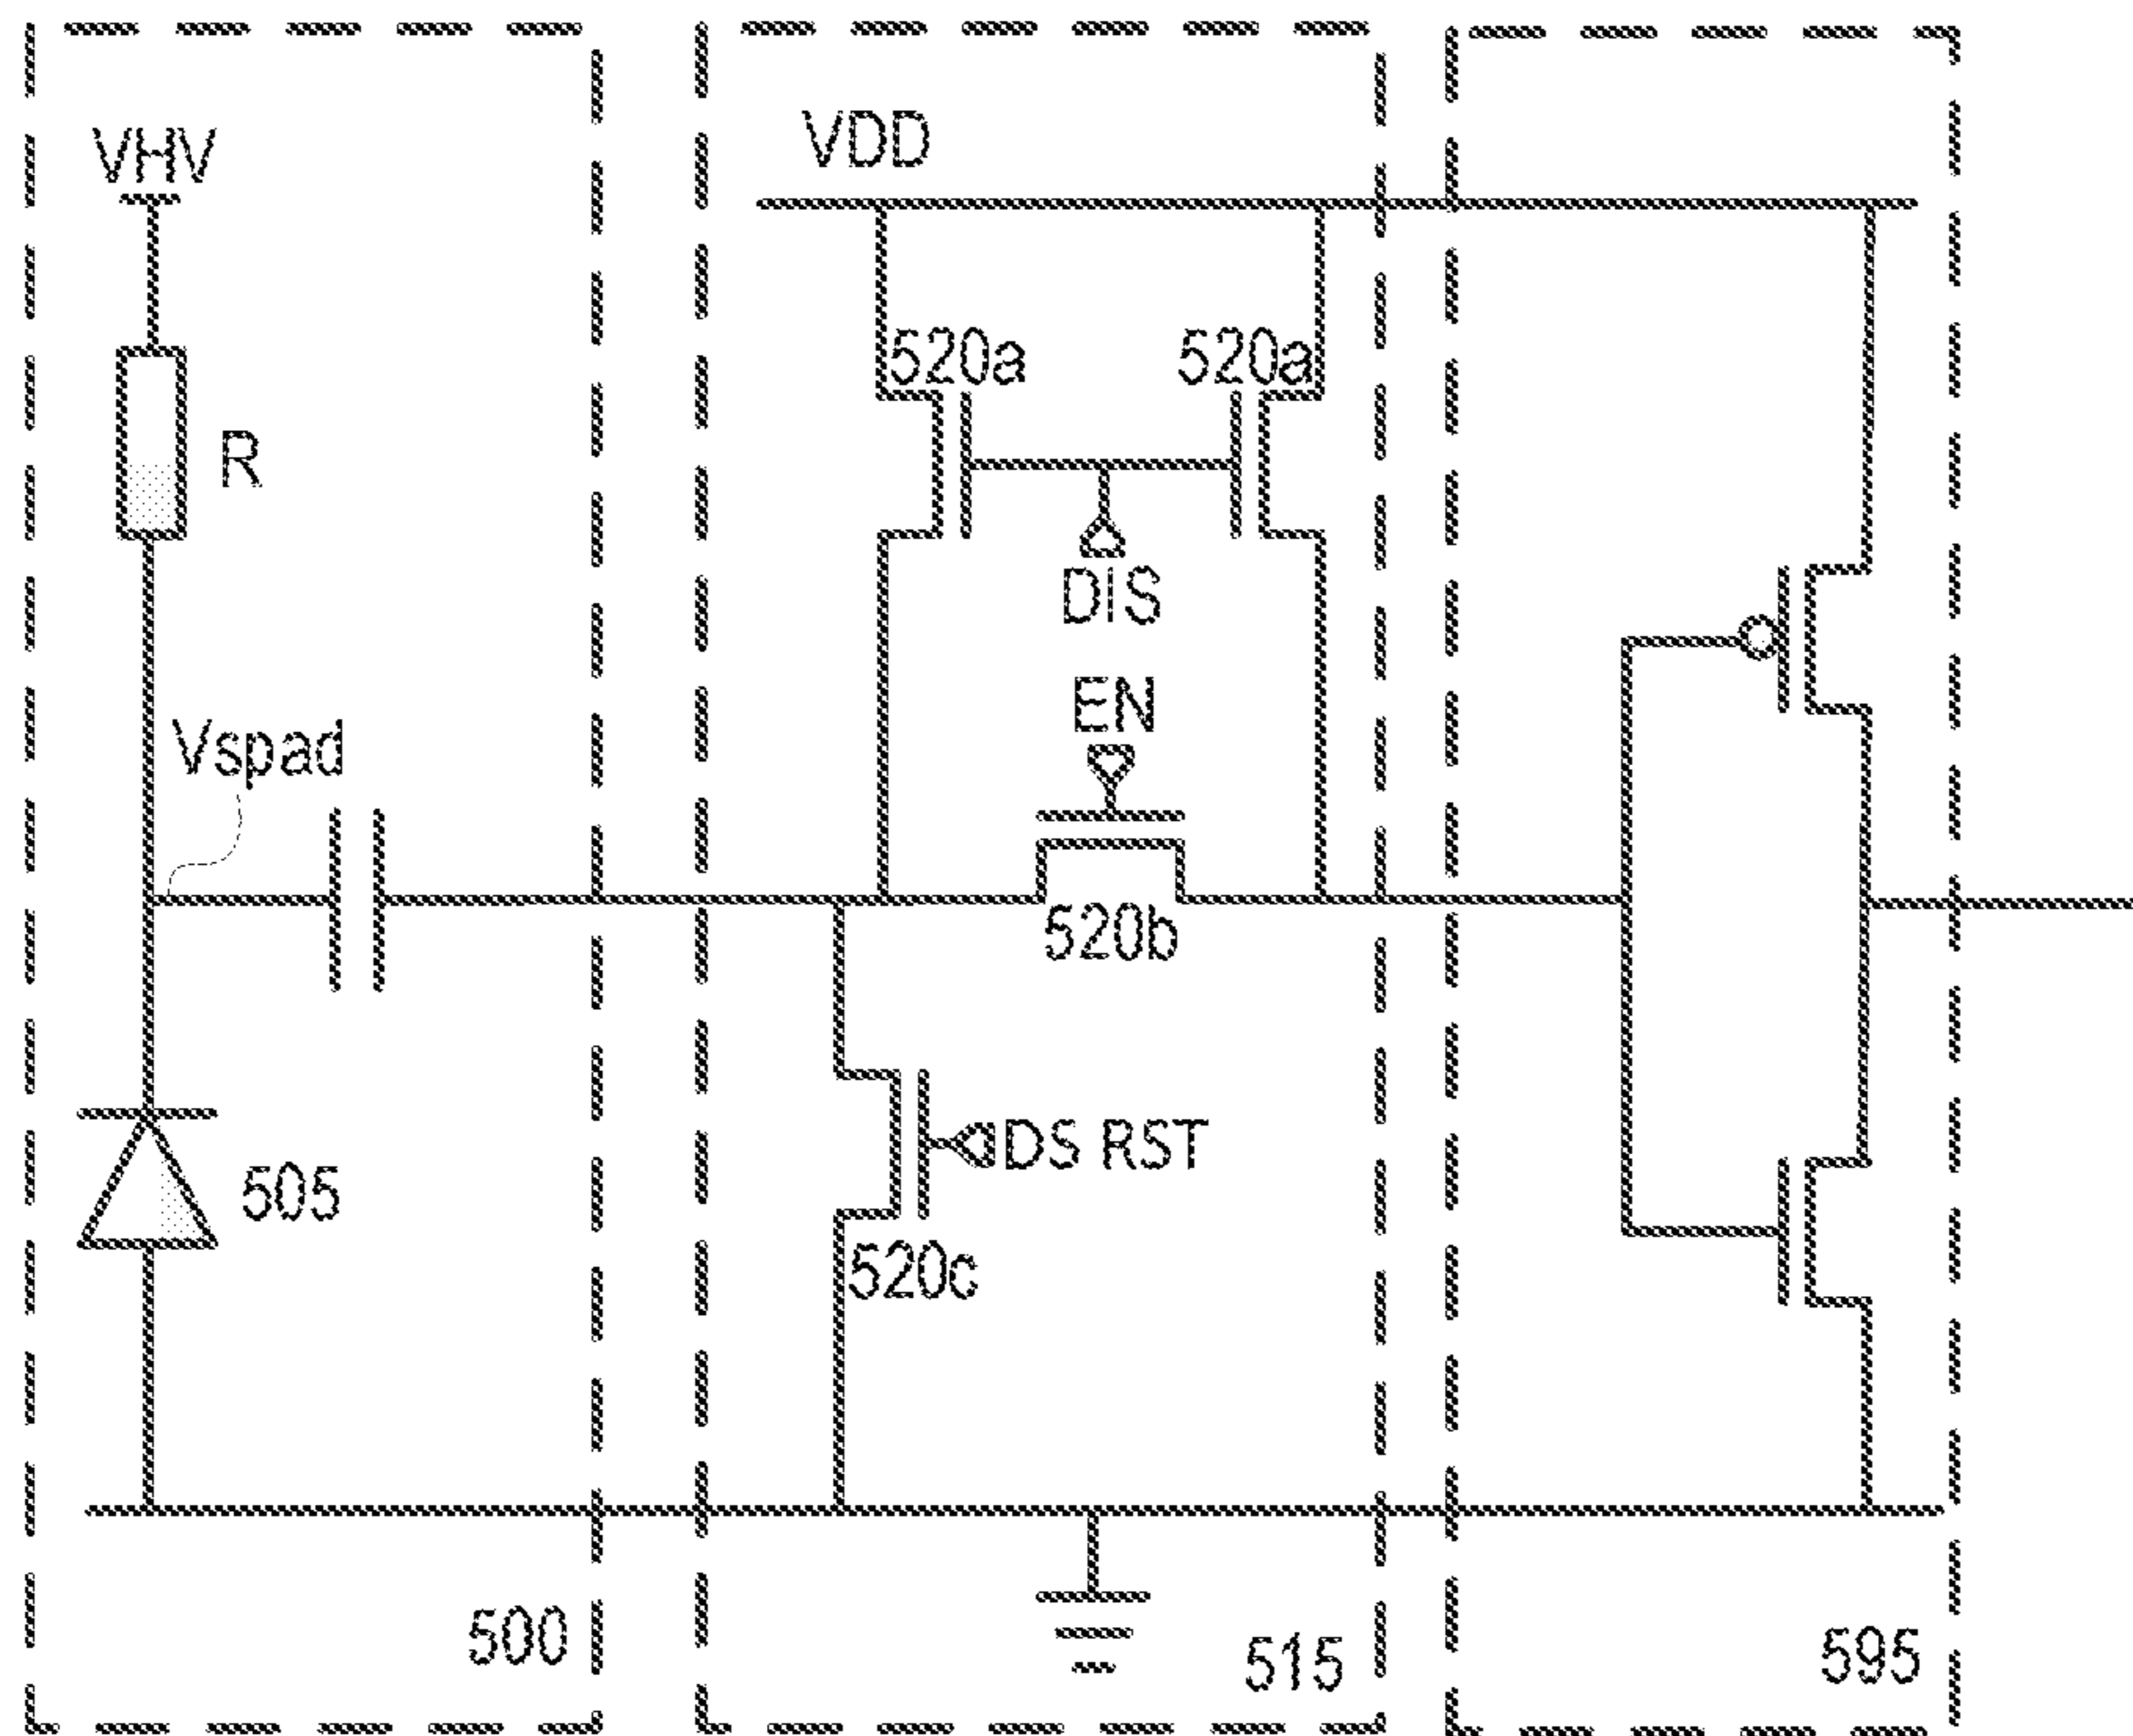 VHV
VDD
520a
520a
R
DIS
EN
Vspad
520b
DS RST
505
520c
500
515
595